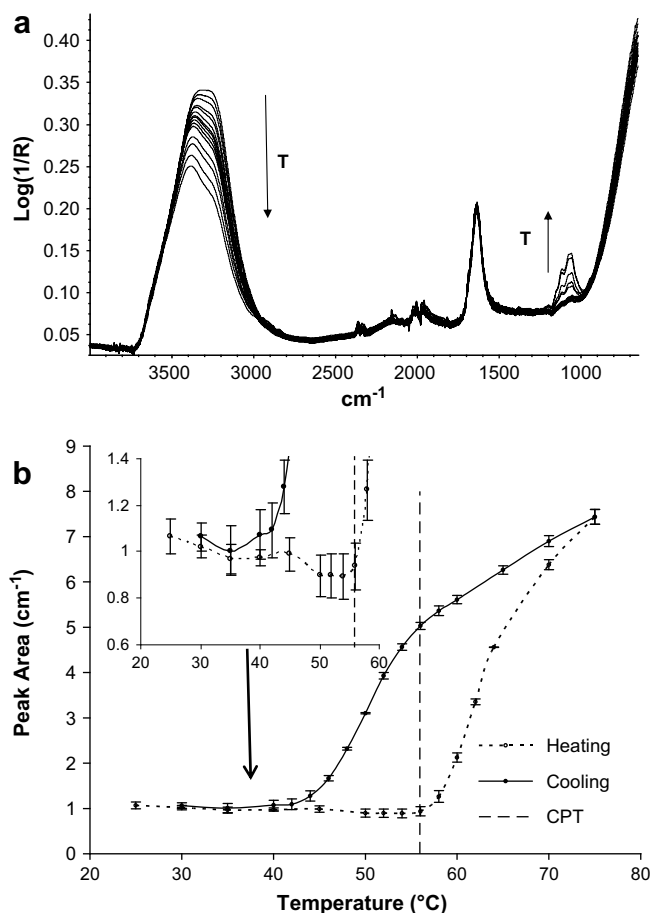 a
0.40
0.35
0.30
0.25
0.20
0.15
0.10
0.05
Log(1/R)
T
T
3500 3000 2500 2000 1500 1000
cm-1
b
9
8
7
6
5
4
3
2
1
0
Peak Area (cm-1)
1.4
1.2
1
0.8
0.6
20 30 40 50 60
Heating
Cooling
CPT
20 30 40 50 60 70 80
Temperature (°C)